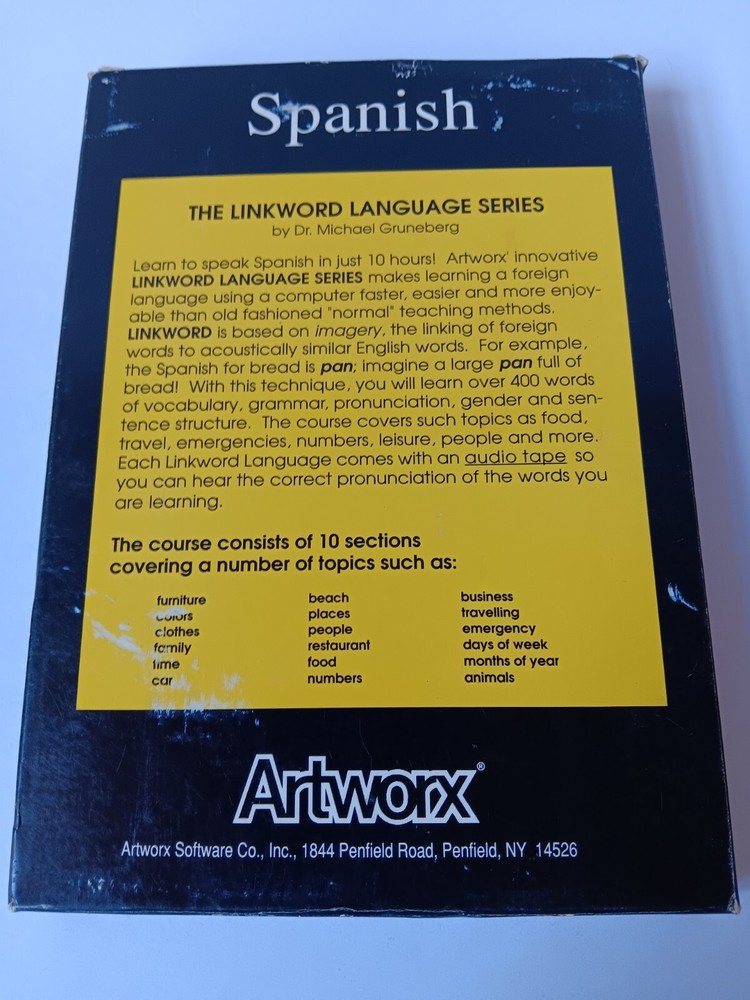 Spanish
THE LINKWORD LANGUAGE SERIES
by Dr. Michael Gruneberg
Learn to speak Spanish in just 10 hours! Artworx' innovative
LINKWORD LANGUAGE SERIES makes learning a foreign
language using a computer faster, easier and more enjoy-
able than old fashioned "normal" teaching methods.
LINKWORD is based on imagery, the linking of foreign
words to acoustically similar English words. For example,
the Spanish for bread is pan; imagine a large pan full of
bread! With this technique, you will learn over 400 words
of vocabulary, grammar, pronunciation, gender and sen-
tence structure. The course covers such topics as food,
travel, emergencies, numbers, leisure, people and more.
Each Linkword Language comes with an audio tape so
you can hear the correct pronunciation of the words you
are learning.
The course consists of 10 sections
covering a number of topics such as:
furniture beach business
colors places travelling
clothes people emergency
family restaurant days of week
time food months of year
car numbers animals
Artworx®
Artworx Software Co., Inc., 1844 Penfield Road, Penfield, NY 14526